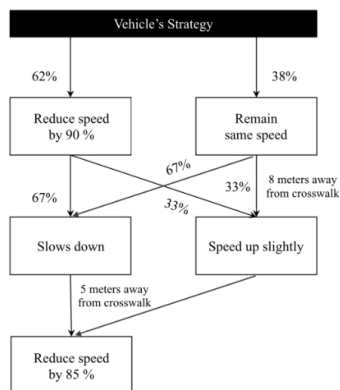 Vehicle's Strategy
62%
38%
Reduce speed
by 90 %
Remain
same speed
67%
67%
33%
33%
8 meters away
from crosswalk
Slows down
Speed up slightly
5 meters away
from crosswalk
Reduce speed
by 85 %